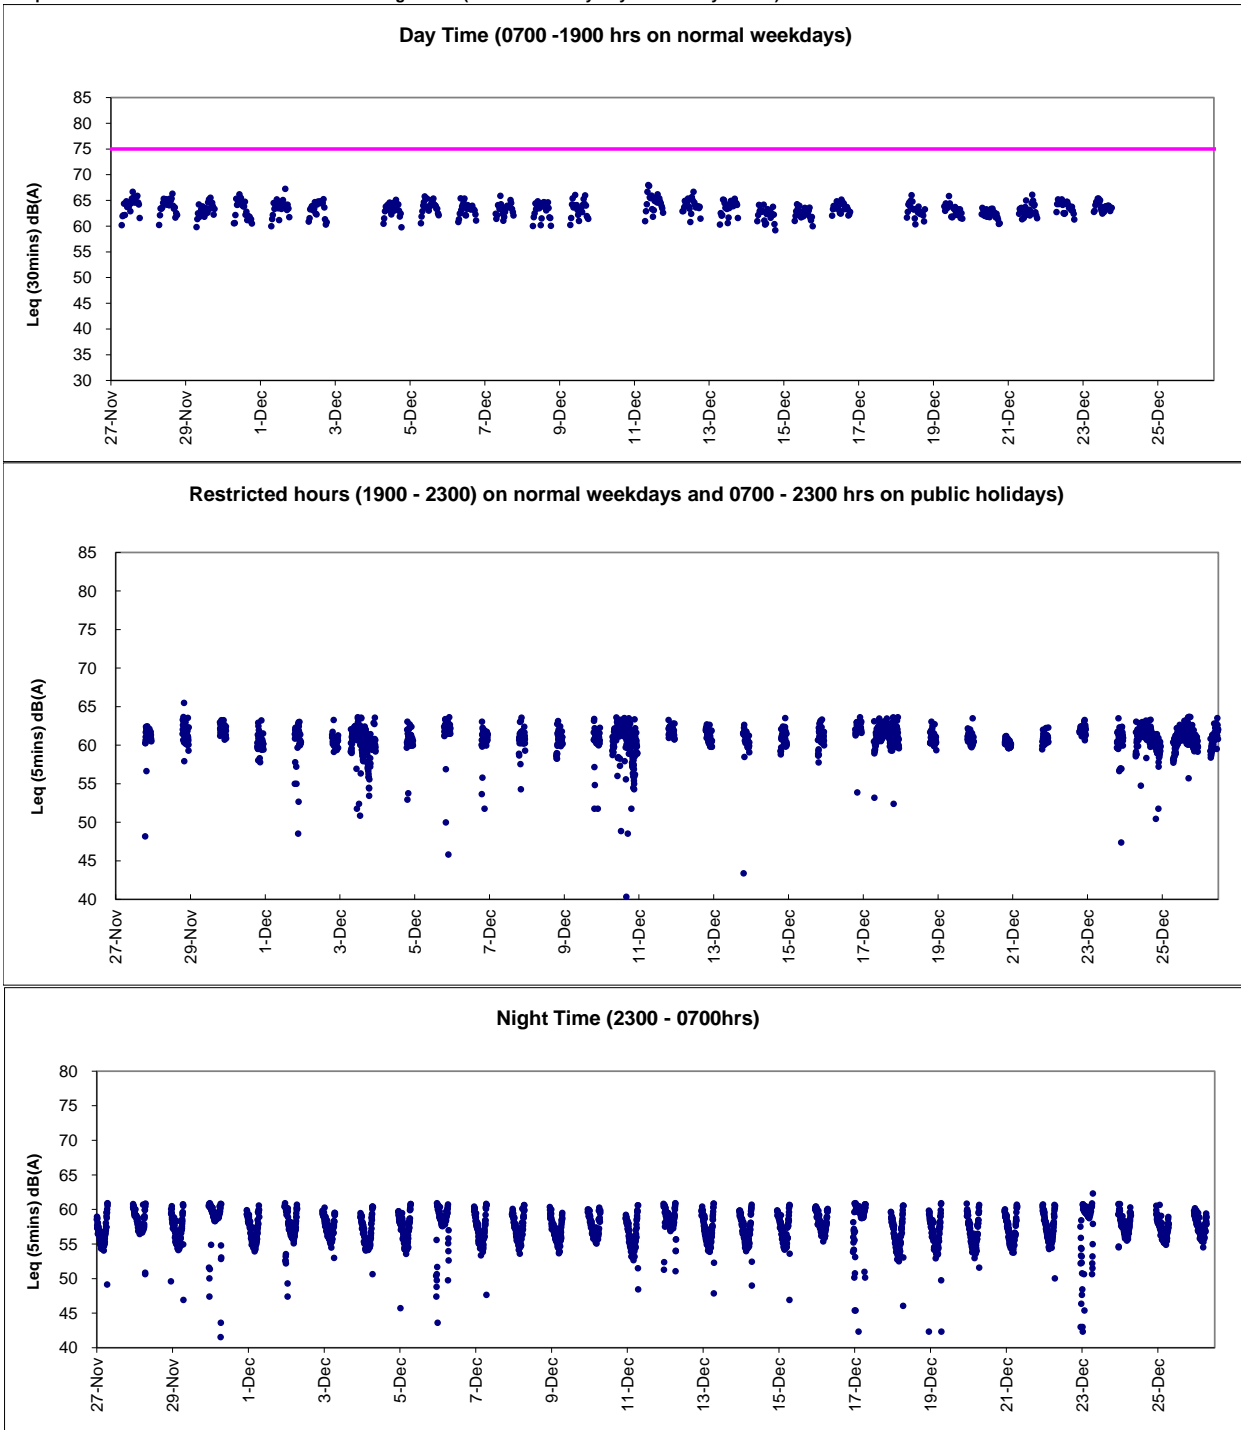 Day Time (0700 -1900 hrs on normal weekdays)
85
80
75
70
65
60
55
50
45
40
35
30
Leq (30mins) dB(A)
27-Nov
29-Nov
1-Dec
3-Dec
5-Dec
7-Dec
9-Dec
11-Dec
13-Dec
15-Dec
17-Dec
19-Dec
21-Dec
23-Dec
25-Dec
Restricted hours (1900 - 2300) on normal weekdays and 0700 - 2300 hrs on public holidays)
85
80
75
70
65
60
55
50
45
40
Leq (5mins) dB(A)
27-Nov
29-Nov
1-Dec
3-Dec
5-Dec
7-Dec
9-Dec
11-Dec
13-Dec
15-Dec
17-Dec
19-Dec
21-Dec
23-Dec
25-Dec
Night Time (2300 - 0700hrs)
80
75
70
65
60
55
50
45
40
Leq (5mins) dB(A)
27-Nov
29-Nov
1-Dec
3-Dec
5-Dec
7-Dec
9-Dec
11-Dec
13-Dec
15-Dec
17-Dec
19-Dec
21-Dec
23-Dec
25-Dec